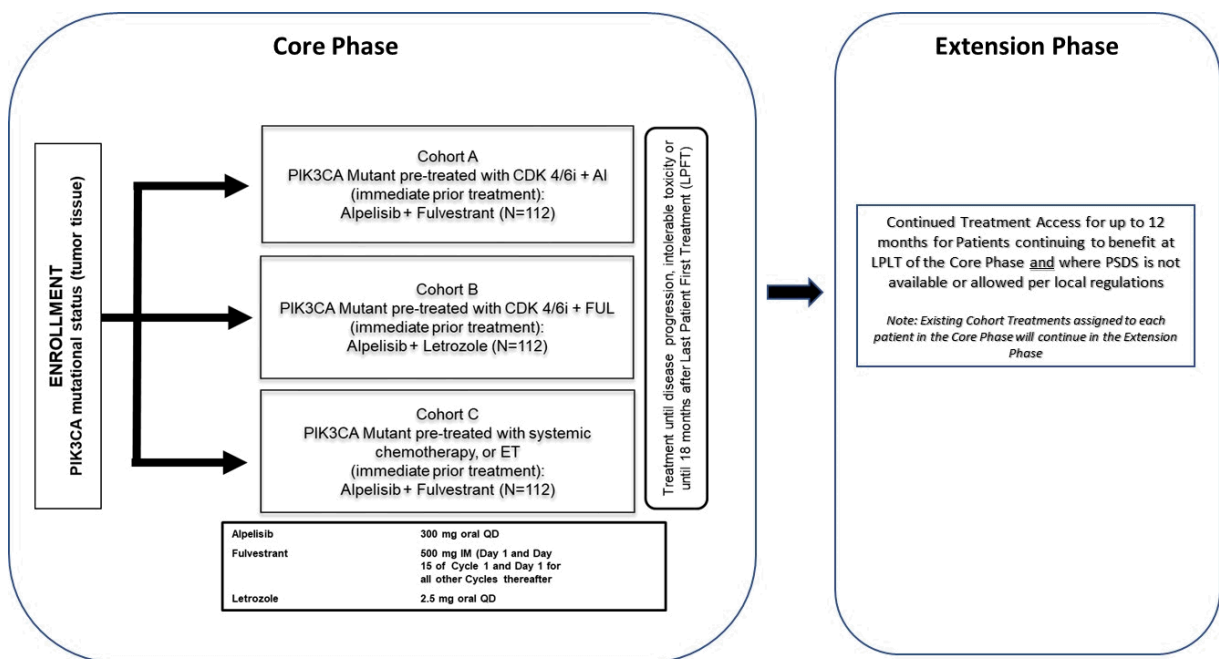 Core Phase
ENROLLMENT
PIK3CA mutational status (tumor tissue)
Cohort A
PIK3CA Mutant pre-treated with CDK 4/6i + AI
(immediate prior treatment):
Alpelisib + Fulvestrant (N=112)
Cohort B
PIK3CA Mutant pre-treated with CDK 4/6i + FUL
(immediate prior treatment):
Alpelisib + Letrozole (N=112)
Cohort C
PIK3CA Mutant pre-treated with systemic
chemotherapy, or ET
(immediate prior treatment):
Alpelisib + Fulvestrant (N=112)
Treatment until disease progression, intolerable toxicity or
until 18 months after Last Patient First Treatment (LPFT)
Alpelisib 300 mg oral QD
Fulvestrant 500 mg IM (Day 1 and Day
15 of Cycle 1 and Day 1 for
all other Cycles thereafter
Letrozole 2.5 mg oral QD
Extension Phase
Continued Treatment Access for up to 12
months for Patients continuing to benefit at
LPLT of the Core Phase and where PSDS is not
available or allowed per local regulations
Note: Existing Cohort Treatments assigned to each
patient in the Core Phase will continue in the Extension
Phase